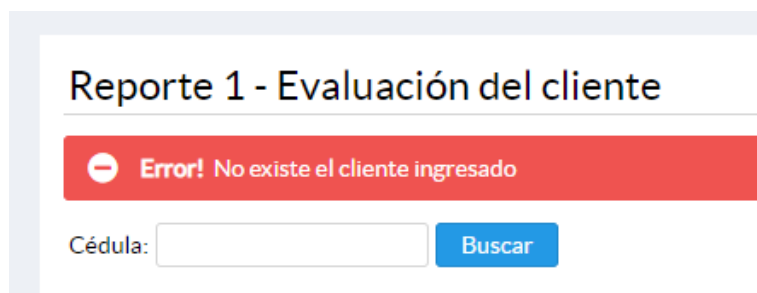 Reporte 1 - Evaluación del cliente
Error! No existe el cliente ingresado
Cédula: Buscar